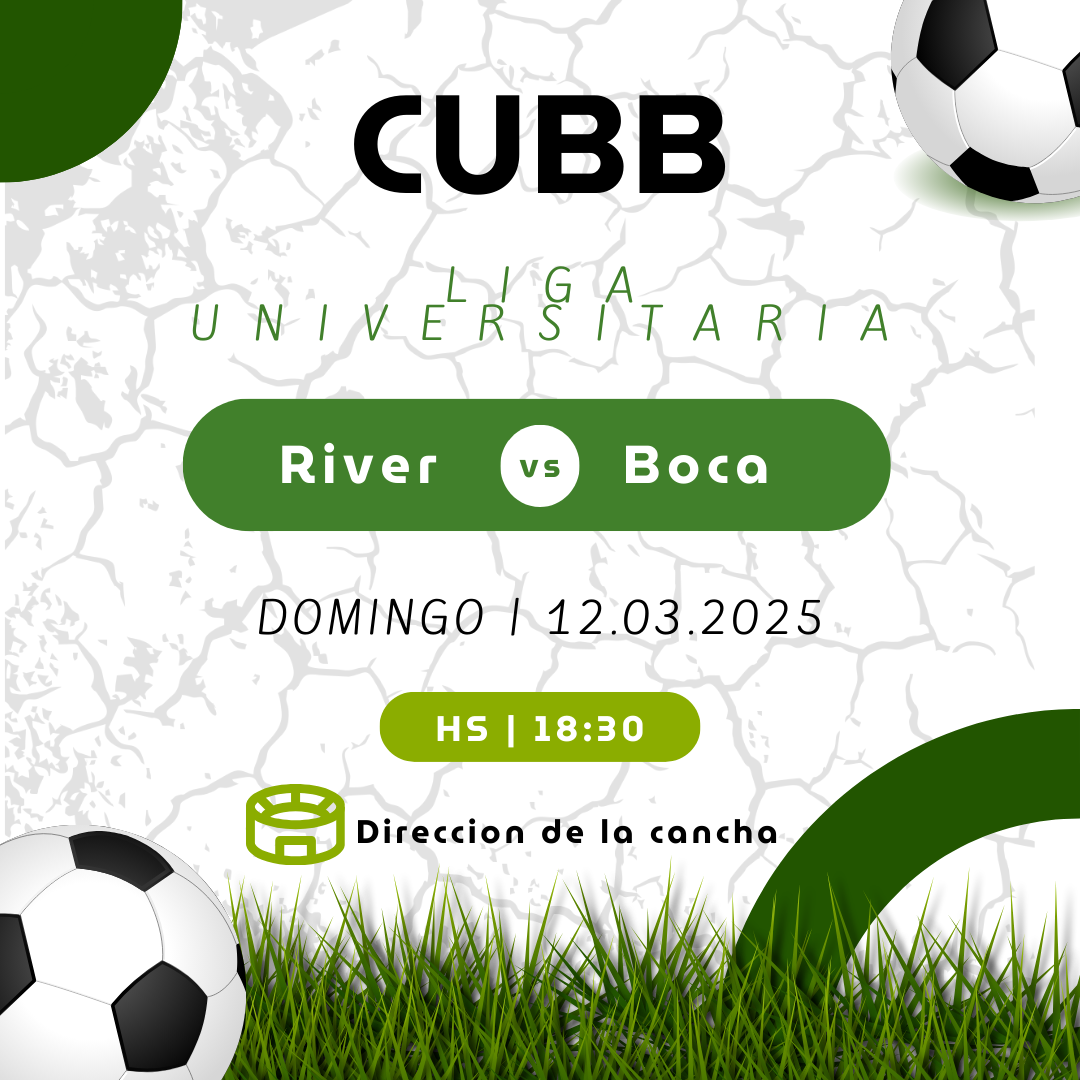 CUBB
LIGA
UNIVERSITARIA
River vs Boca
DOMINGO | 12.03.2025
HS | 18:30
Direccion de la cancha